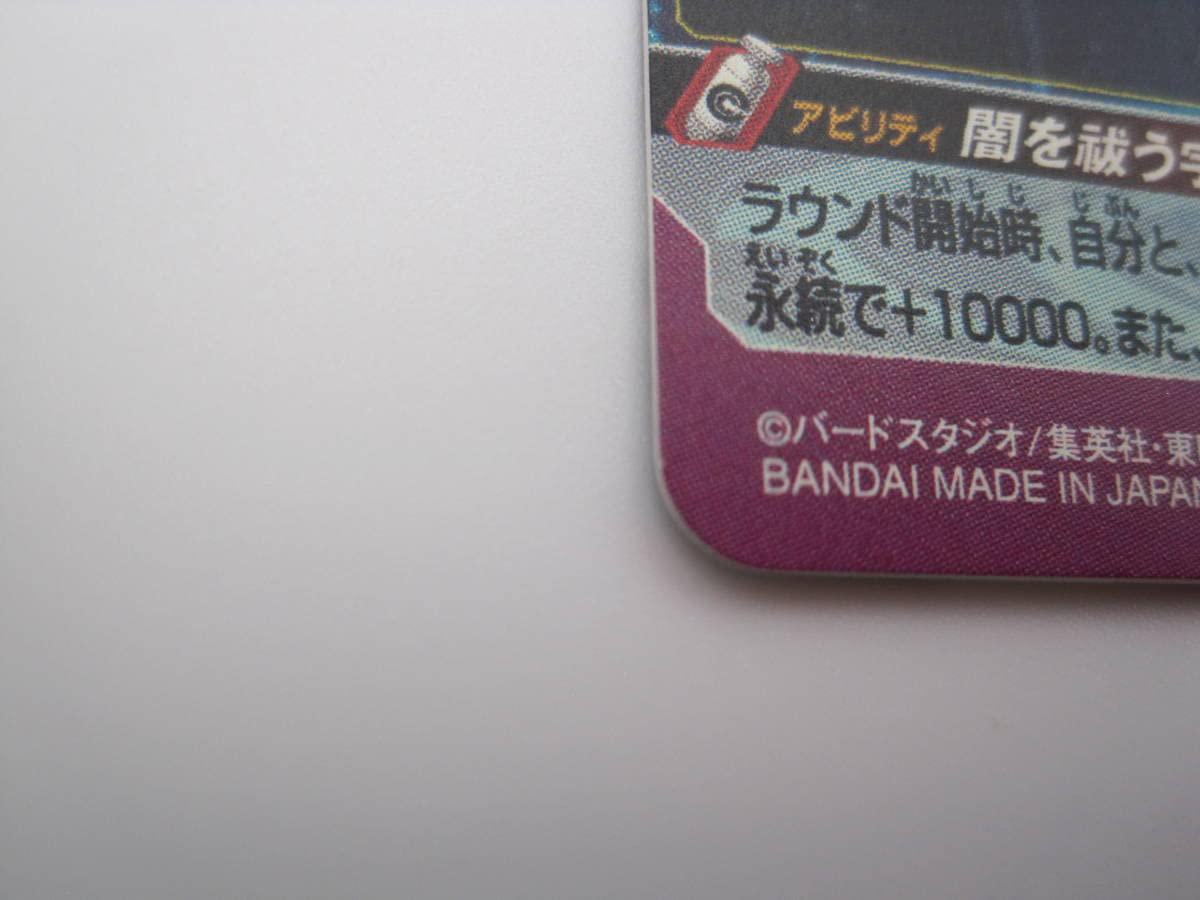 アビリティ 闇を祓う
かいしじ じぶん
ラウンド開始時、自分と、
えいぞく
永続で+10000。また、
©バードスタジオ/集英社・東
BANDAI MADE IN JAPAN